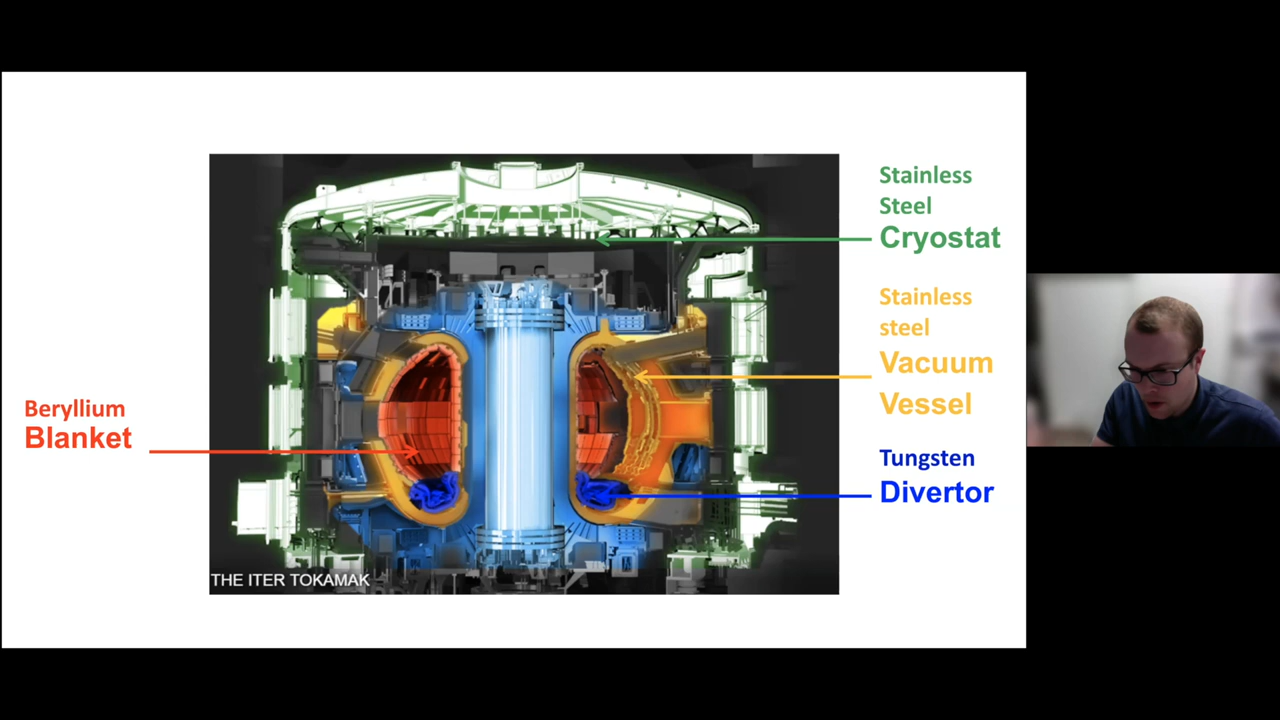 Stainless
Steel
Cryostat
Stainless
steel
Vacuum
Vessel
Beryllium
Blanket
Tungsten
Divertor
THE ITER TOKAMAK